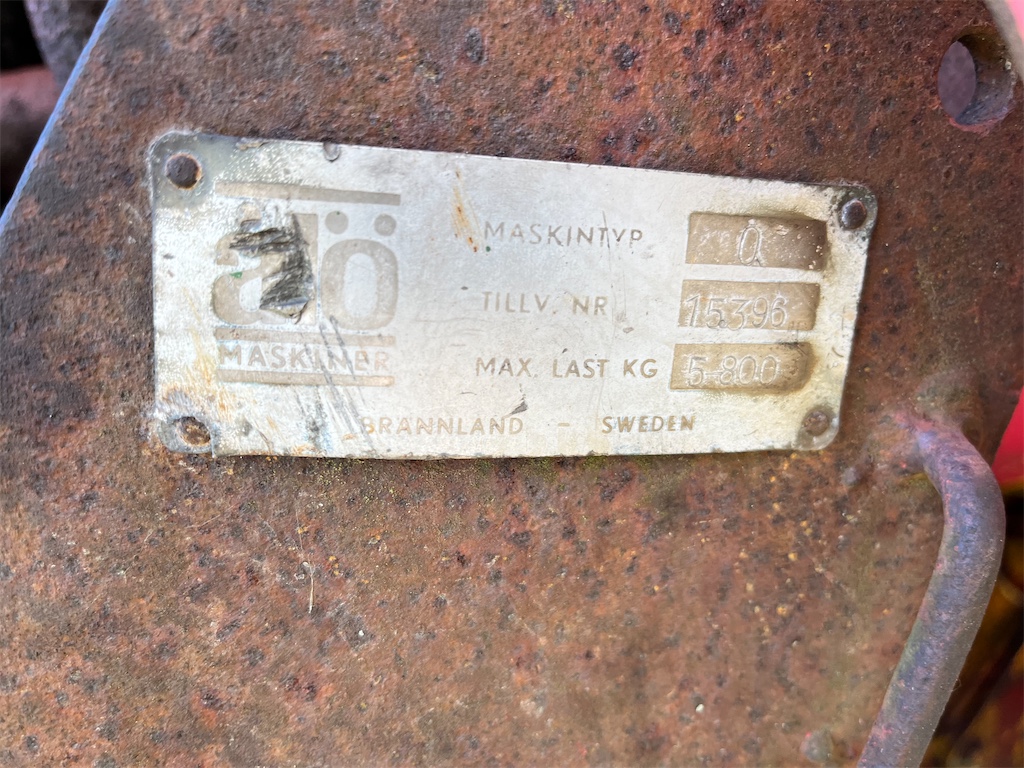 ålö
MASKINER
MASKINTYP
TILLV. NR 15396
MAX. LAST KG 5-800
BRÄNNLAND - SWEDEN